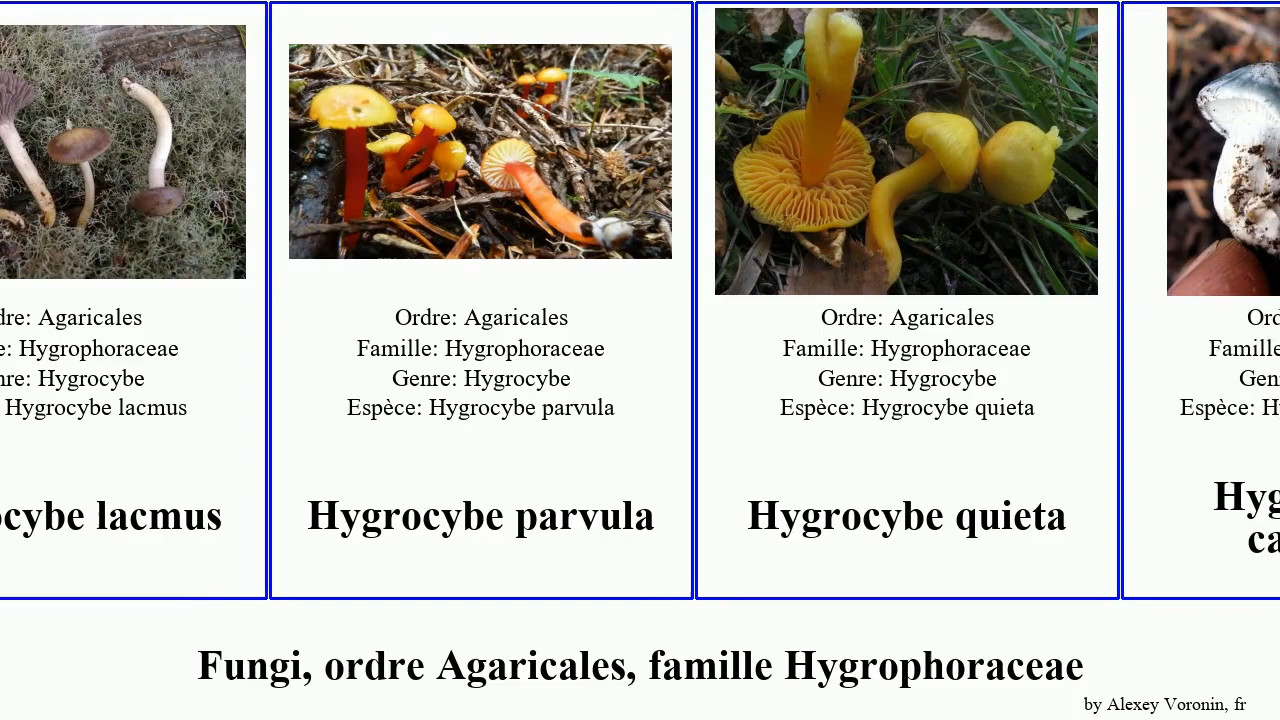 dre: Agaricales
e: Hygrophoraceae
nre: Hygrocybe
Hygrocybe lacmus
ocybe lacmus
Ordre: Agaricales
Famille: Hygrophoraceae
Genre: Hygrocybe
Espèce: Hygrocybe parvula
Hygrocybe parvula
Ordre: Agaricales
Famille: Hygrophoraceae
Genre: Hygrocybe
Espèce: Hygrocybe quieta
Hygrocybe quieta
Ord
Famille
Gen
Espèce: H
Hyg
ca
Fungi, ordre Agaricales, famille Hygrophoraceae
by Alexey Voronin, fr